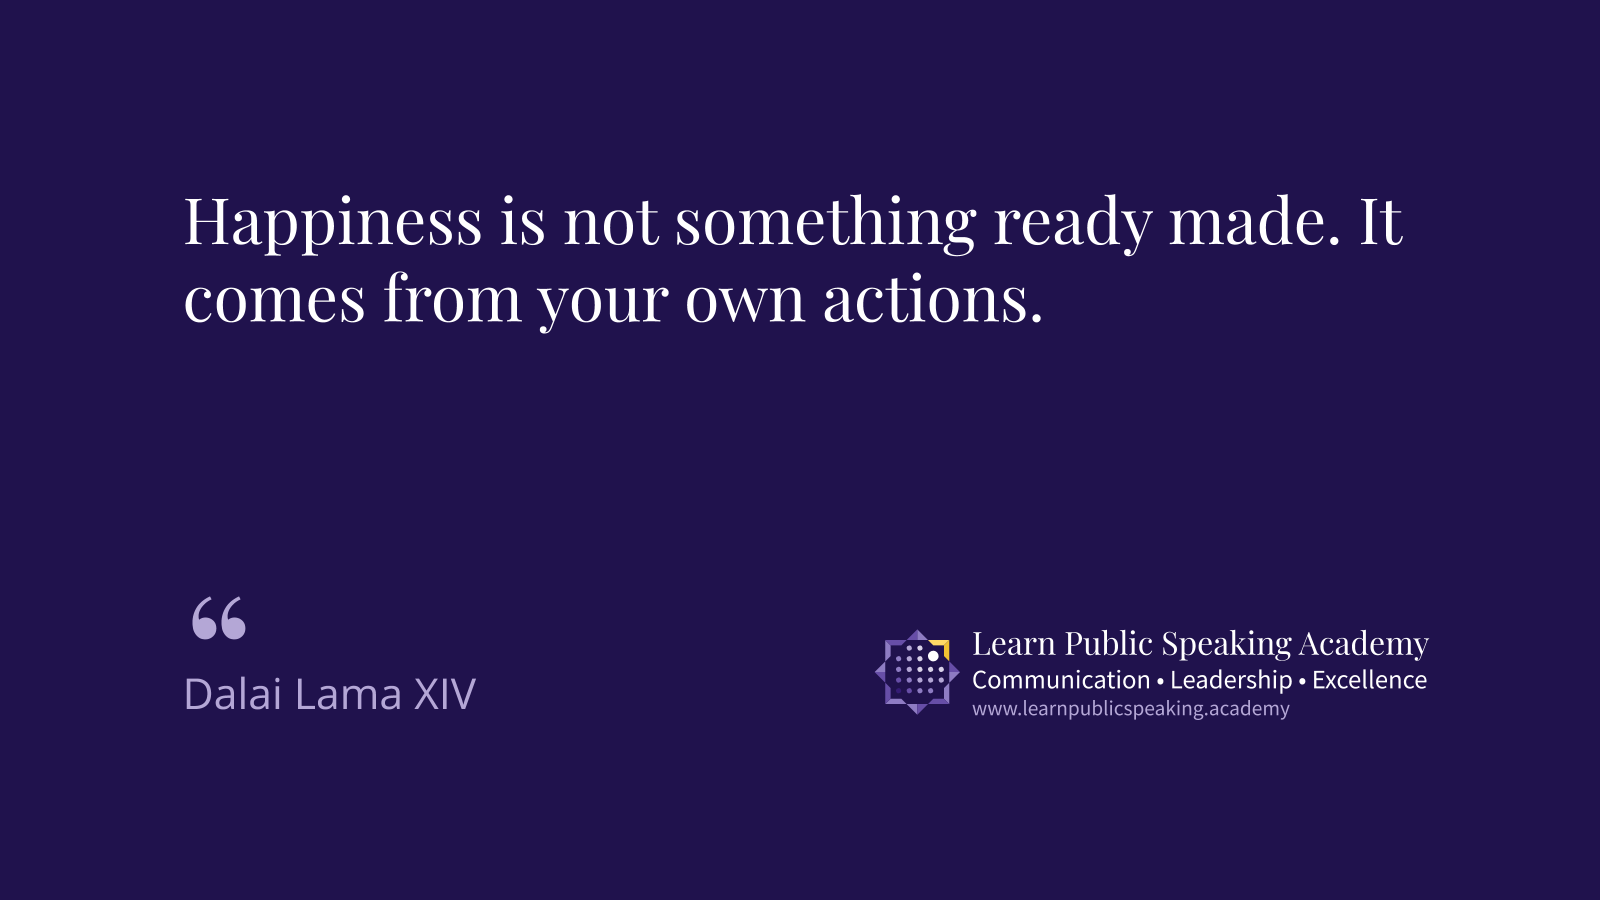 Happiness is not something ready made. It
comes from your own actions.
“
Dalai Lama XIV
Learn Public Speaking Academy
Communication • Leadership • Excellence
www.learnpublicspeaking.academy